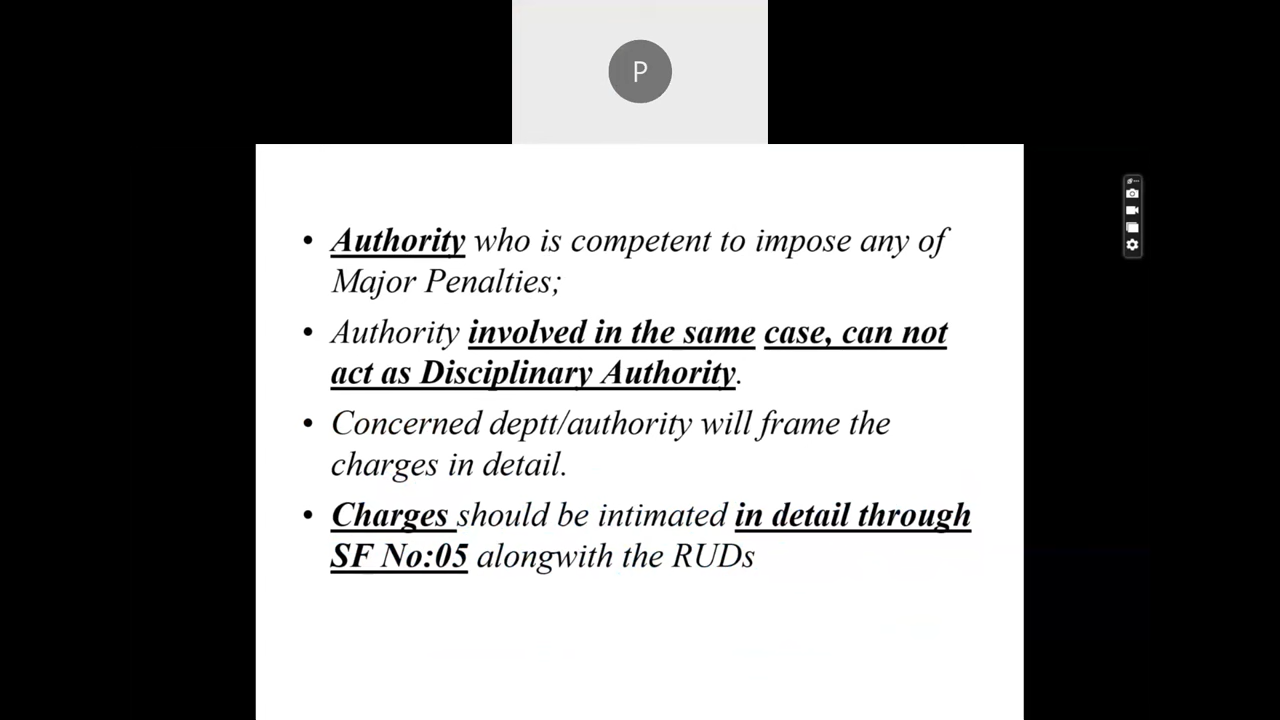 P
• Authority who is competent to impose any of
Major Penalties;
• Authority involved in the same case, can not
act as Disciplinary Authority.
• Concerned deptt/authority will frame the
charges in detail.
• Charges should be intimated in detail through
SF No:05 alongwith the RUDs